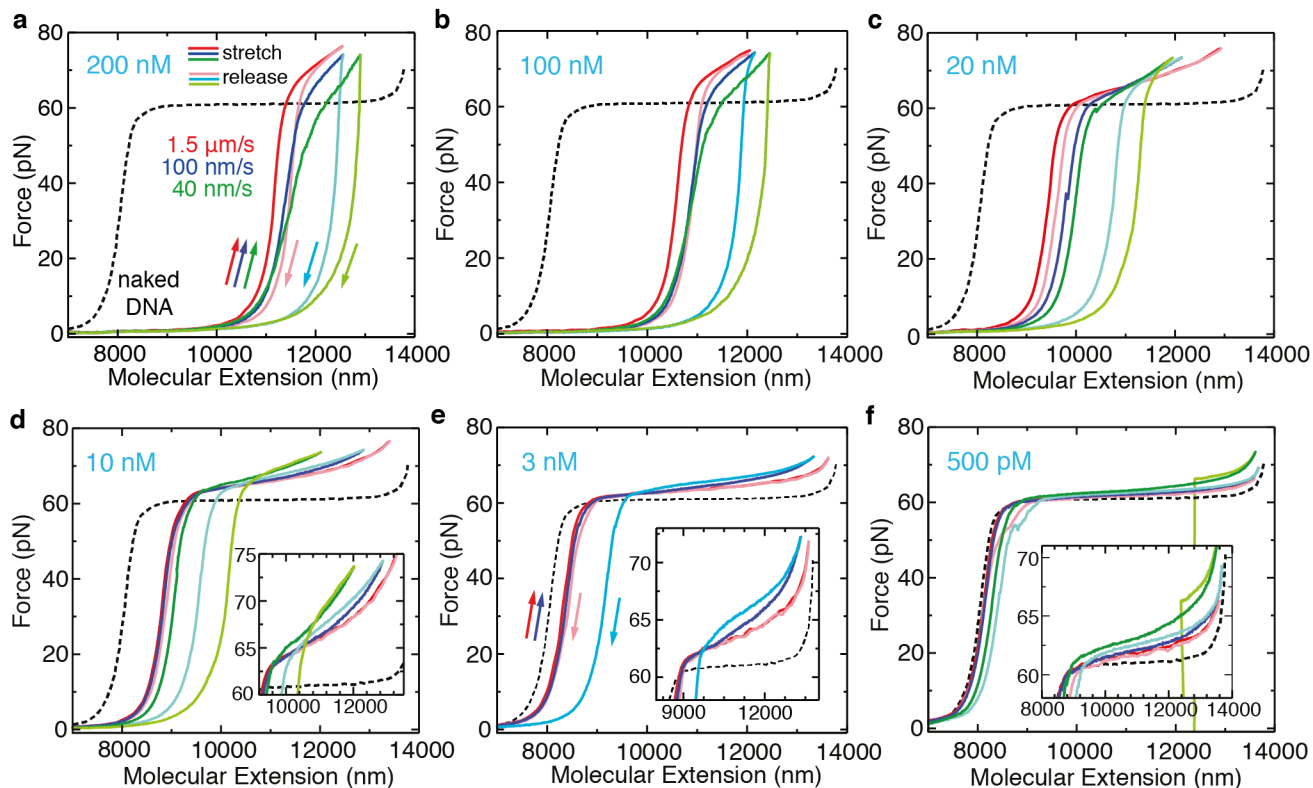 a
80
60
40
20
0
Force (pN)
200 nM
stretch
release
1.5 µm/s
100 nm/s
40 nm/s
naked
DNA
8000 10000 12000 14000
Molecular Extension (nm)
b
80
60
40
20
0
Force (pN)
100 nM
8000 10000 12000 14000
Molecular Extension (nm)
c
80
60
40
20
0
Force (pN)
20 nM
8000 10000 12000 14000
Molecular Extension (nm)
d
80
60
40
20
0
Force (pN)
10 nM
75
70
65
60
10000 12000
8000 10000 12000 14000
Molecular Extension (nm)
e
80
60
40
20
0
Force (pN)
3 nM
70
65
60
9000 12000
8000 10000 12000 14000
Molecular Extension (nm)
f
80
60
40
20
0
Force (pN)
500 pM
70
65
60
8000 10000 12000 14000
8000 10000 12000 14000
Molecular Extension (nm)